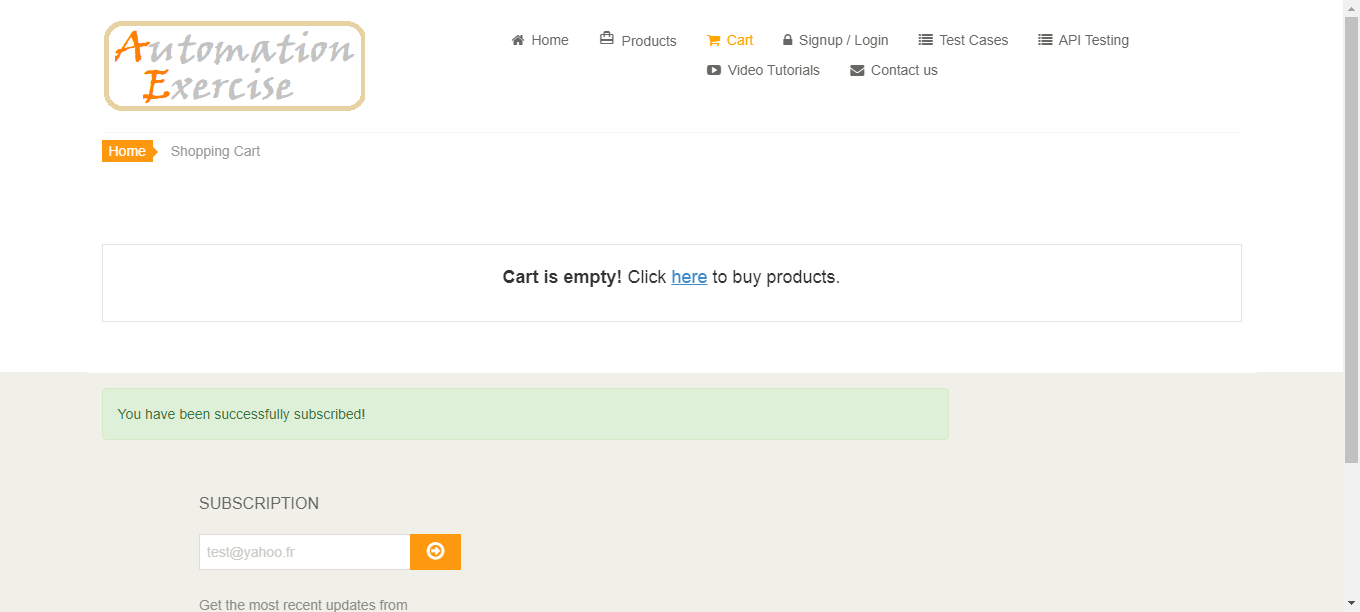 Automation
Exercise
Home
Products
Cart
Signup / Login
Test Cases
API Testing
Video Tutorials
Contact us
Home
Shopping Cart
Cart is empty! Click here to buy products.
You have been successfully subscribed!
SUBSCRIPTION
test@yahoo.fr
Get the most recent updates from